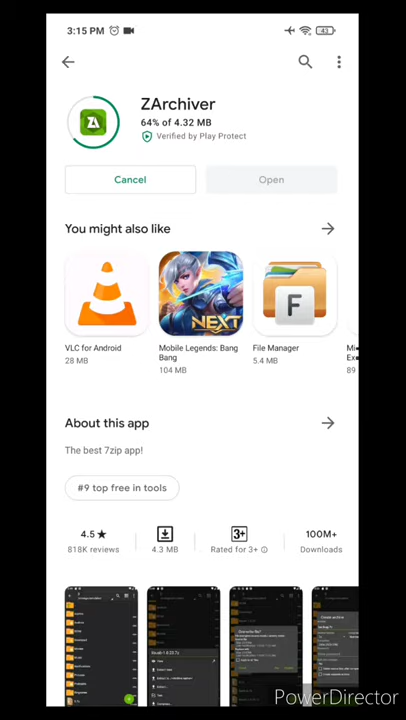 3:15 PM
43
ZArchiver
64% of 4.32 MB
Verified by Play Protect
Cancel
Open
You might also like
NEXT
F
VLC for Android
28 MB
Mobile Legends: Bang Bang
104 MB
File Manager
5.4 MB
89
About this app
The best 7zip app!
#9 top free in tools
4.5★
818K reviews
4.3 MB
3+
Rated for 3+
100M+
Downloads
PowerDirector